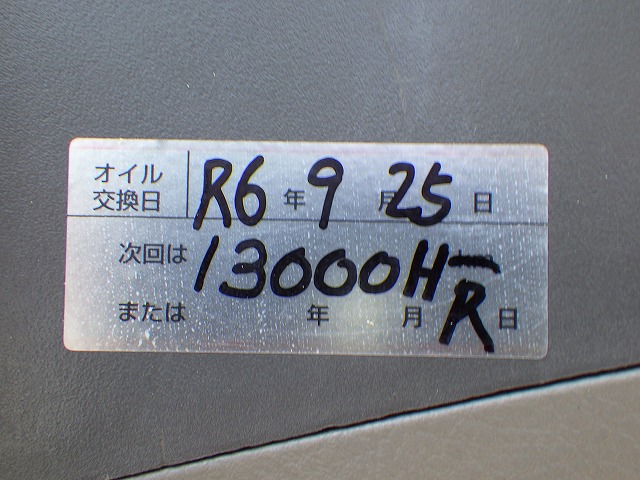 オイル
交換日 R6年9月25日
次回は 13000HR
または 年 月 日